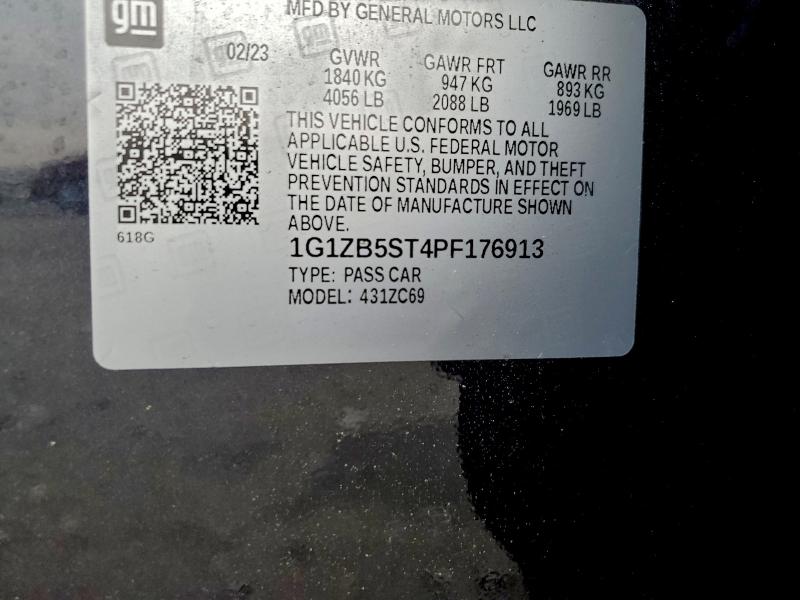 gm
MFD BY GENERAL MOTORS LLC
02/23
GVWR
1840 KG
4056 LB
GAWR FRT
947 KG
2088 LB
GAWR RR
893 KG
1969 LB
THIS VEHICLE CONFORMS TO ALL
APPLICABLE U.S. FEDERAL MOTOR
VEHICLE SAFETY, BUMPER, AND THEFT
PREVENTION STANDARDS IN EFFECT ON
THE DATE OF MANUFACTURE SHOWN
ABOVE.
618G
1G1ZB5ST4PF176913
TYPE: PASS CAR
MODEL: 431ZC69